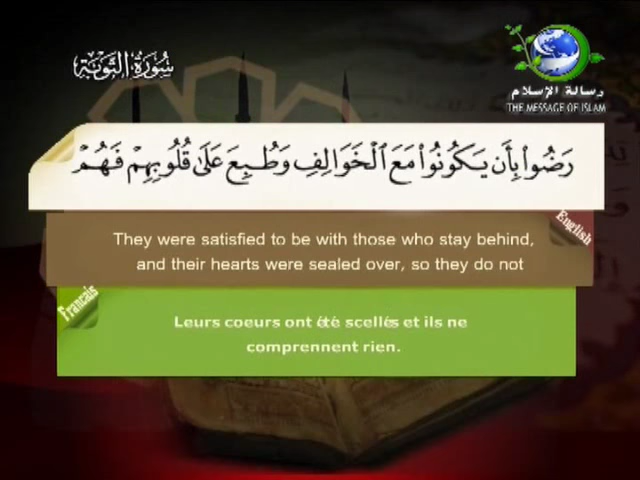 سُورَةُ التَّوْبَةِ
رسالة الإسلام
THE MESSAGE OF ISLAM
رَضُوا۟ بِأَن يَكُونُوا۟ مَعَ ٱلْخَوَالِفِ وَطُبِعَ عَلَىٰ قُلُوبِهِمْ فَهُمْ
English
They were satisfied to be with those who stay behind,
and their hearts were sealed over, so they do not
Francais
Leurs coeurs ont été scellés et ils ne
comprennent rien.